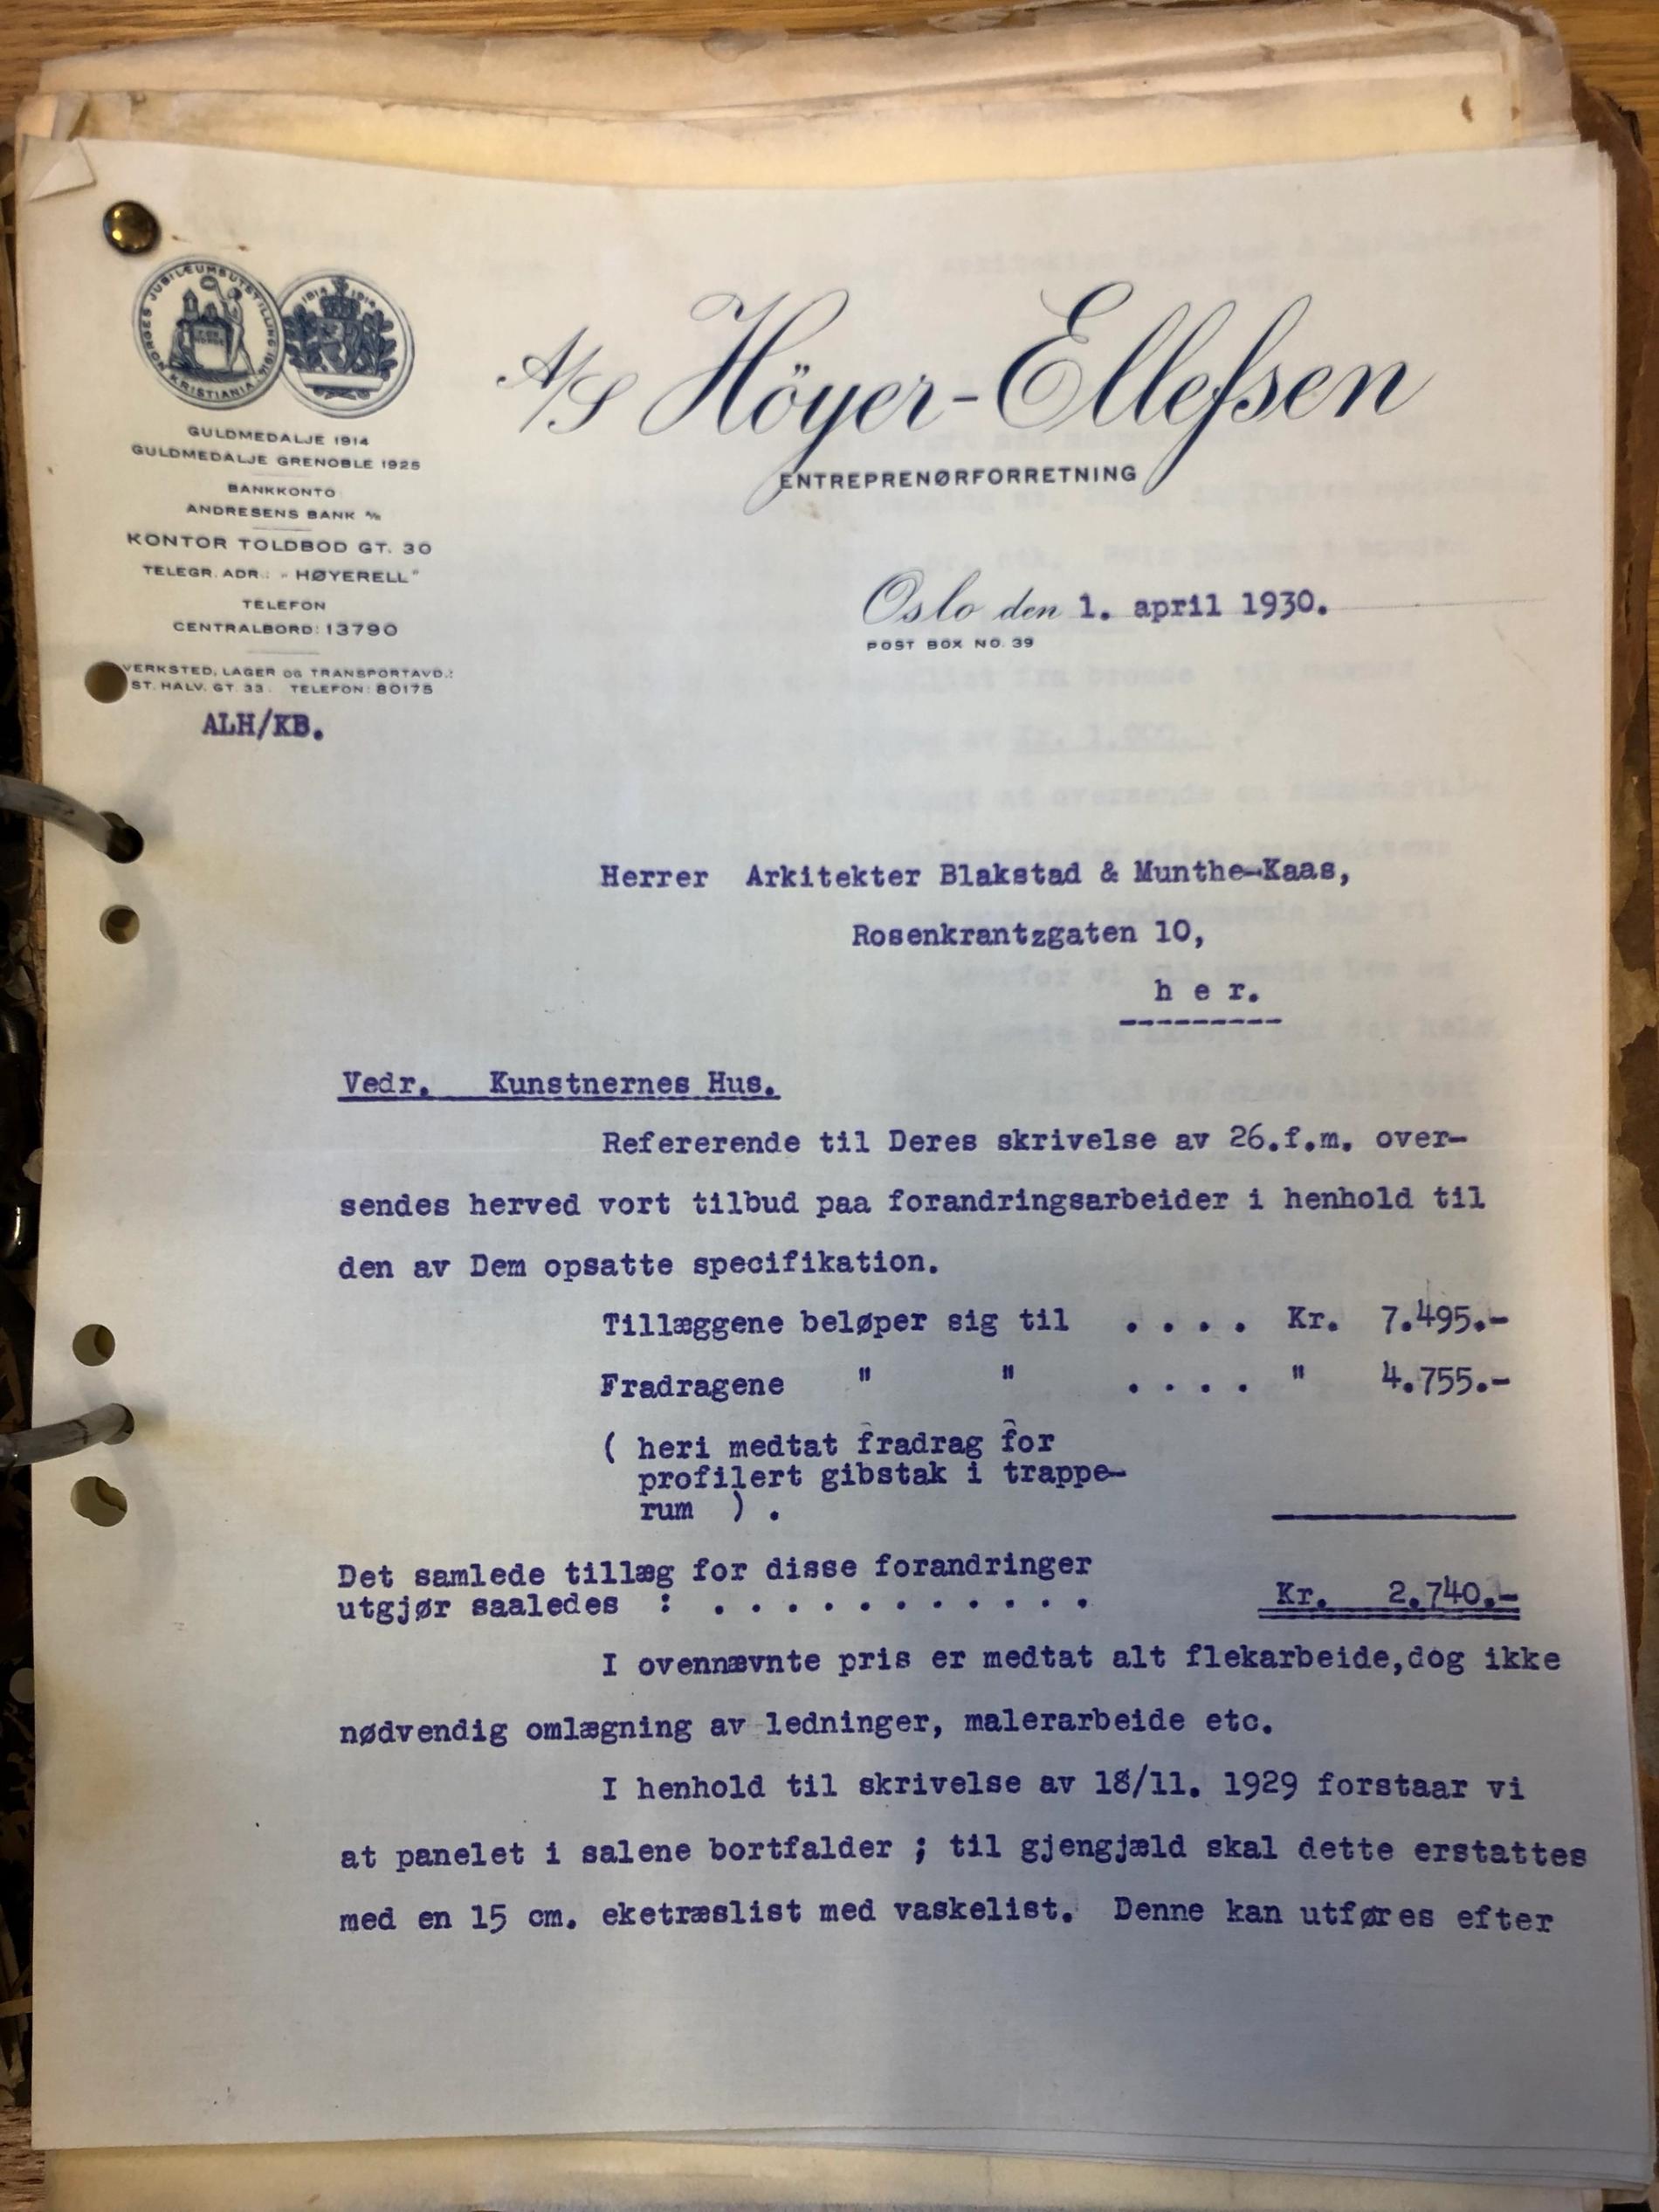 NORGES JUBILÆUMSUTSTILLING 1914
KRISTIANIA
1814 1914
GULDMEDALJE 1914
GULDMEDALJE GRENOBLE 1925
BANKKONTO
ANDRESENS BANK A/S
KONTOR TOLDBOD GT. 30
TELEGR. ADR.: „HØYERELL"
TELEFON
CENTRALBORD: 13790
VERKSTED, LAGER OG TRANSPORTAVD.:
ST. HALV. GT. 33. TELEFON: 80175
ALH/KB.
A/S Höyer-Ellefsen
ENTREPRENØRFORRETNING
Oslo den 1. april 1930.
POST BOX NO. 39
Herrer Arkitekter Blakstad & Munthe-Kaas,
Rosenkrantzgaten 10,
h e r.
---------
Vedr. Kunstnernes Hus.
Refererende til Deres skrivelse av 26.f.m. over-
sendes herved vort tilbud paa forandringsarbeider i henhold til
den av Dem opsatte specifikation.
Tillæggene beløper sig til . . . . Kr. 7.495.-
Fradragene " " . . . . " 4.755.-
( heri medtat fradrag for
profilert gibstak i trappe-
rum ) .
Det samlede tillæg for disse forandringer
utgjør saaledes : . . . . . . . . . . . Kr. 2.740.-
I ovennævnte pris er medtat alt flekarbeide,dog ikke
nødvendig omlægning av ledninger, malerarbeide etc.
I henhold til skrivelse av 18/11. 1929 forstaar vi
at panelet i salene bortfalder ; til gjengjæld skal dette erstattes
med en 15 cm. eketræslist med vaskelist. Denne kan utføres efter